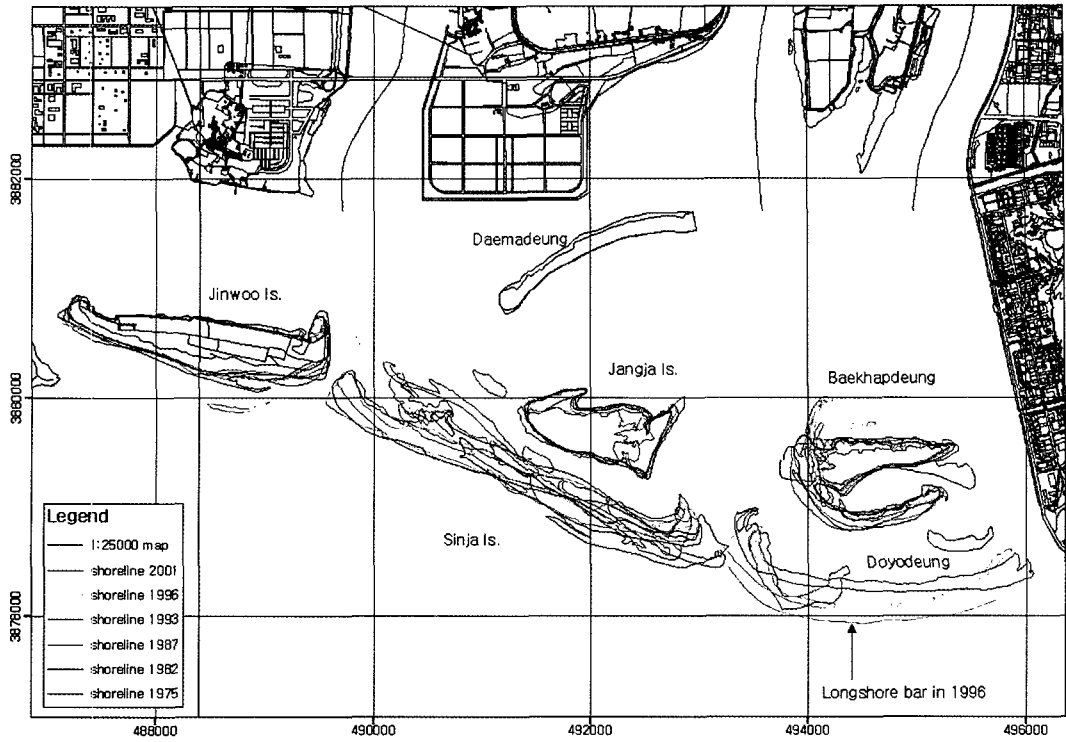 3882000
Daemadeung
Jinwoo Is.
Jangja Is.
Baekhapdeung
3880000
Sinja Is.
Doyodeung
3878000
Longshore bar in 1996
Legend
1:25000 map
shoreline 2001
shoreline 1996
shoreline 1993
shoreline 1987
shoreline 1982
shoreline 1975
488000
490000
492000
494000
496000